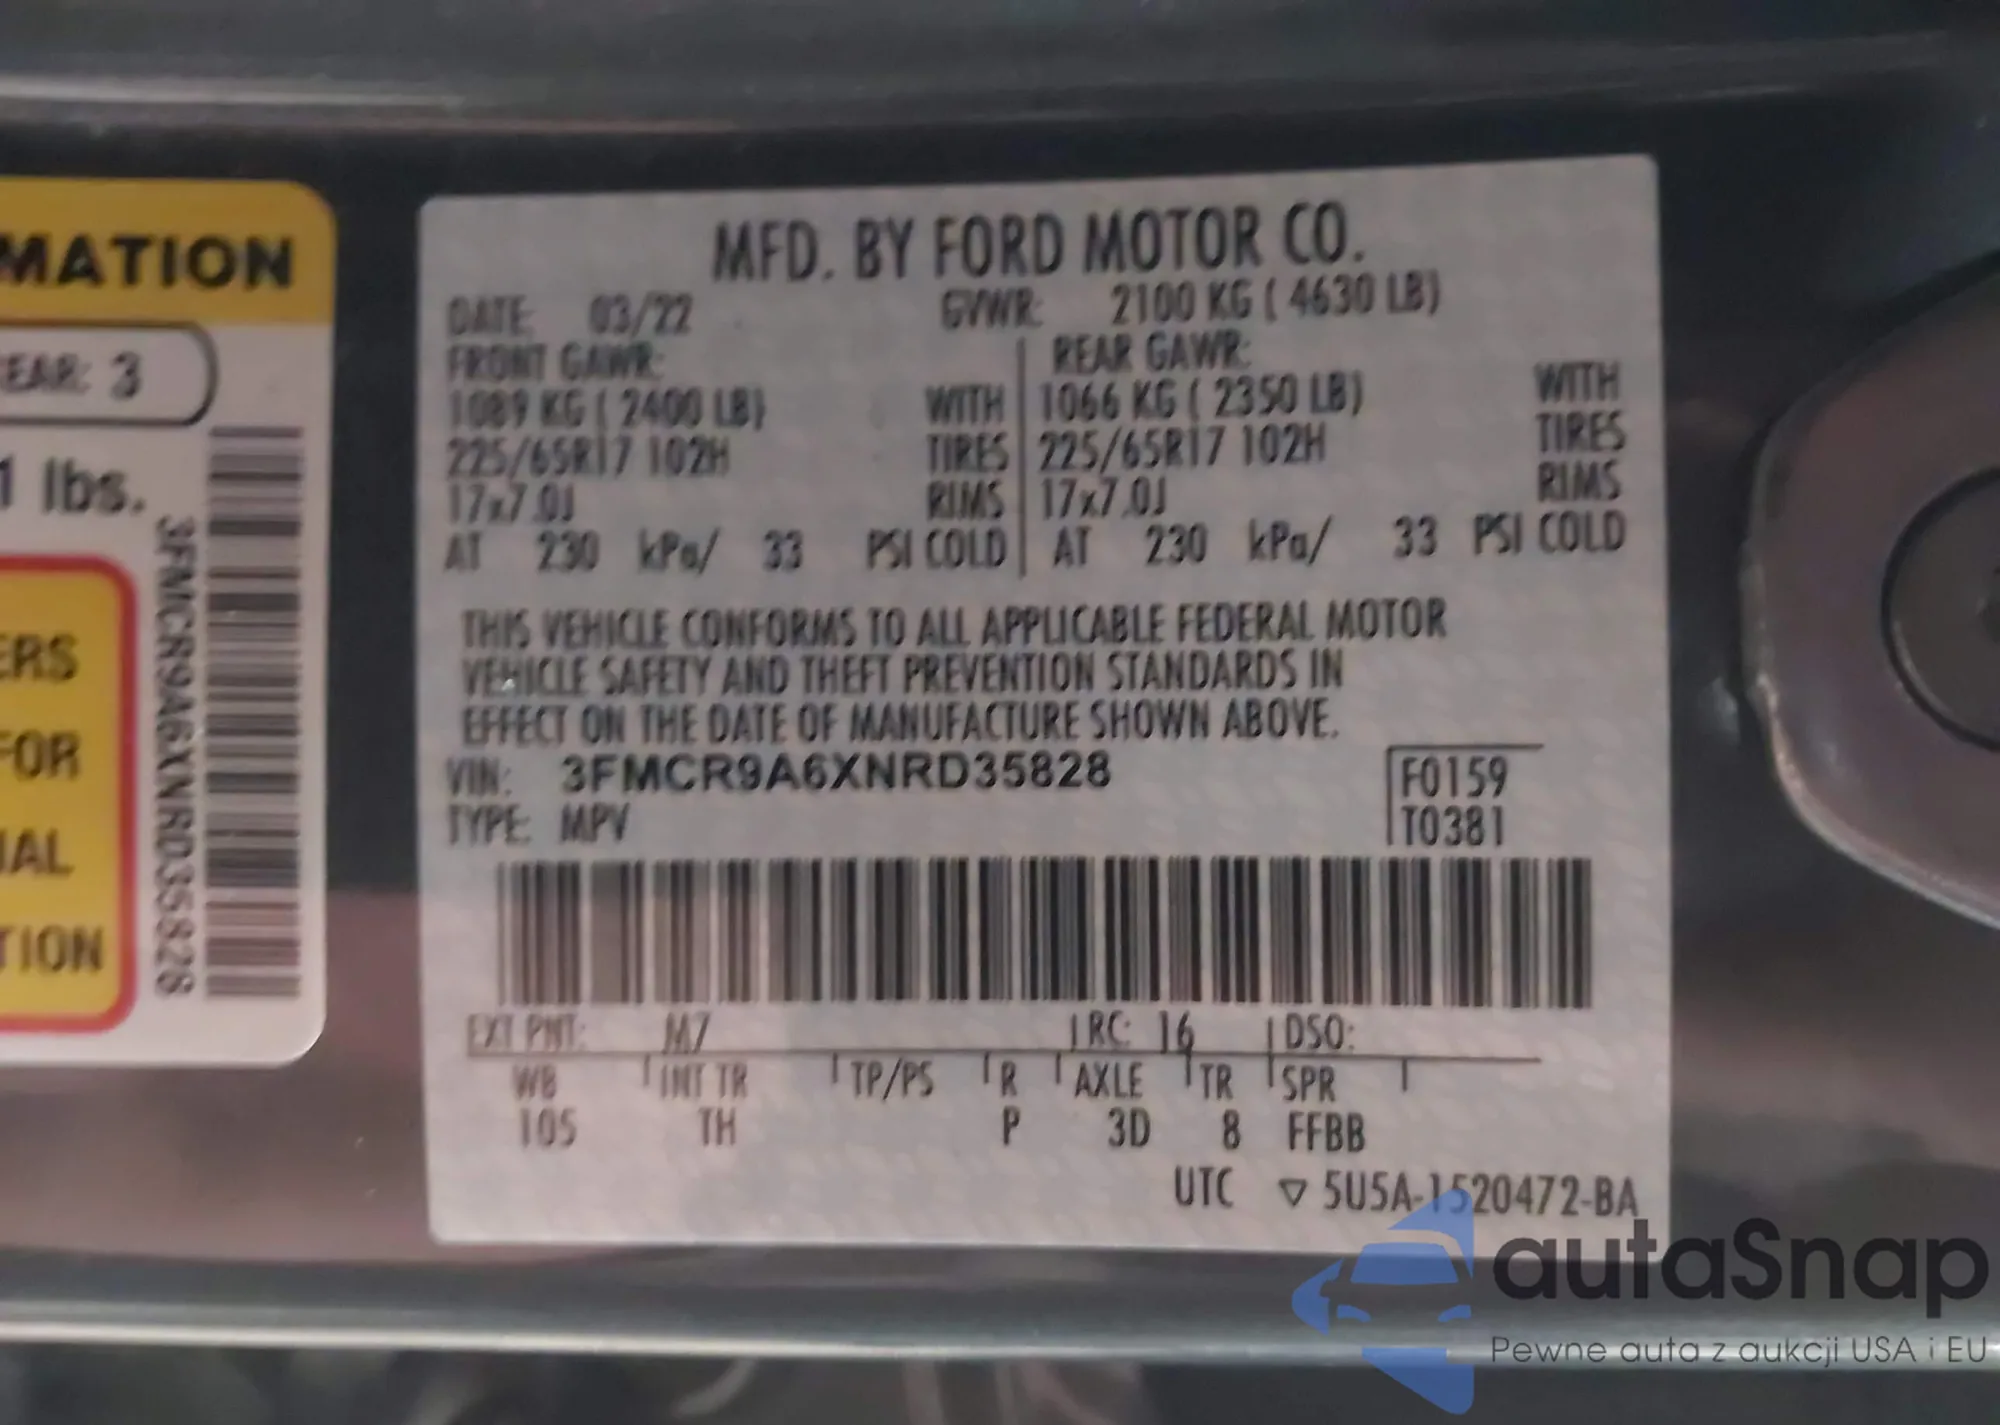 MATION
EAR: 3
1 lbs.
ERS
FOR
IAL
TION
3FMCR9A6XNRD35828
MFD. BY FORD MOTOR CO.
DATE: 03/22 GVWR: 2100 KG ( 4630 LB)
FRONT GAWR: REAR GAWR:
1089 KG ( 2400 LB) WITH 1066 KG ( 2350 LB) WITH
225/65R17 102H TIRES 225/65R17 102H TIRES
17x7.0J RIMS 17x7.0J RIMS
AT 230 kPa/ 33 PSI COLD AT 230 kPa/ 33 PSI COLD
THIS VEHICLE CONFORMS TO ALL APPLICABLE FEDERAL MOTOR
VEHICLE SAFETY AND THEFT PREVENTION STANDARDS IN
EFFECT ON THE DATE OF MANUFACTURE SHOWN ABOVE.
VIN: 3FMCR9A6XNRD35828 F0159
TYPE: MPV T0381
EXT PNT: M7 RC: 16 DSO:
WB INT TR TP/PS R AXLE TR SPR
105 TH P 3D 8 FFBB
UTC ▽ 5U5A-1520472-BA
autaSnap
Pewne auta z aukcji USA i EU